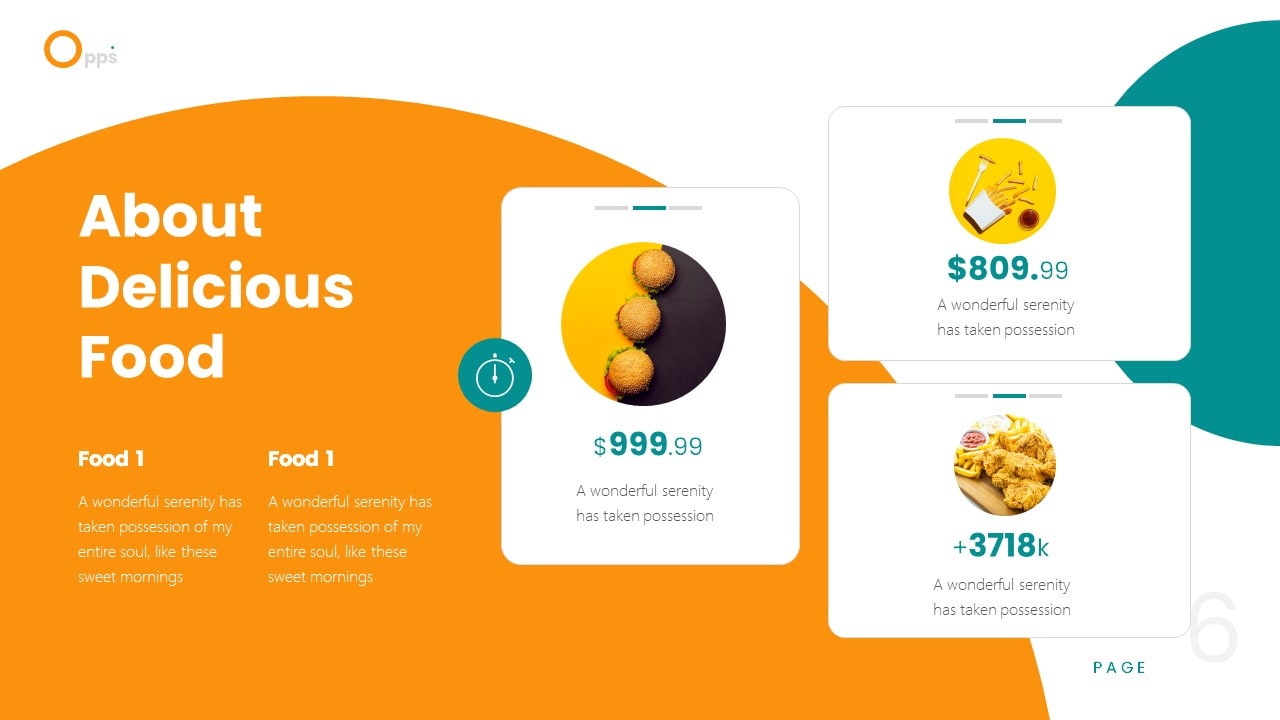 Opps
About
Delicious
Food
Food 1
A wonderful serenity has
taken possession of my
entire soul, like these
sweet mornings
Food 1
A wonderful serenity has
taken possession of my
entire soul, like these
sweet mornings
$999.99
A wonderful serenity
has taken possession
$809.99
A wonderful serenity
has taken possession
+3718k
A wonderful serenity
has taken possession
PAGE
6